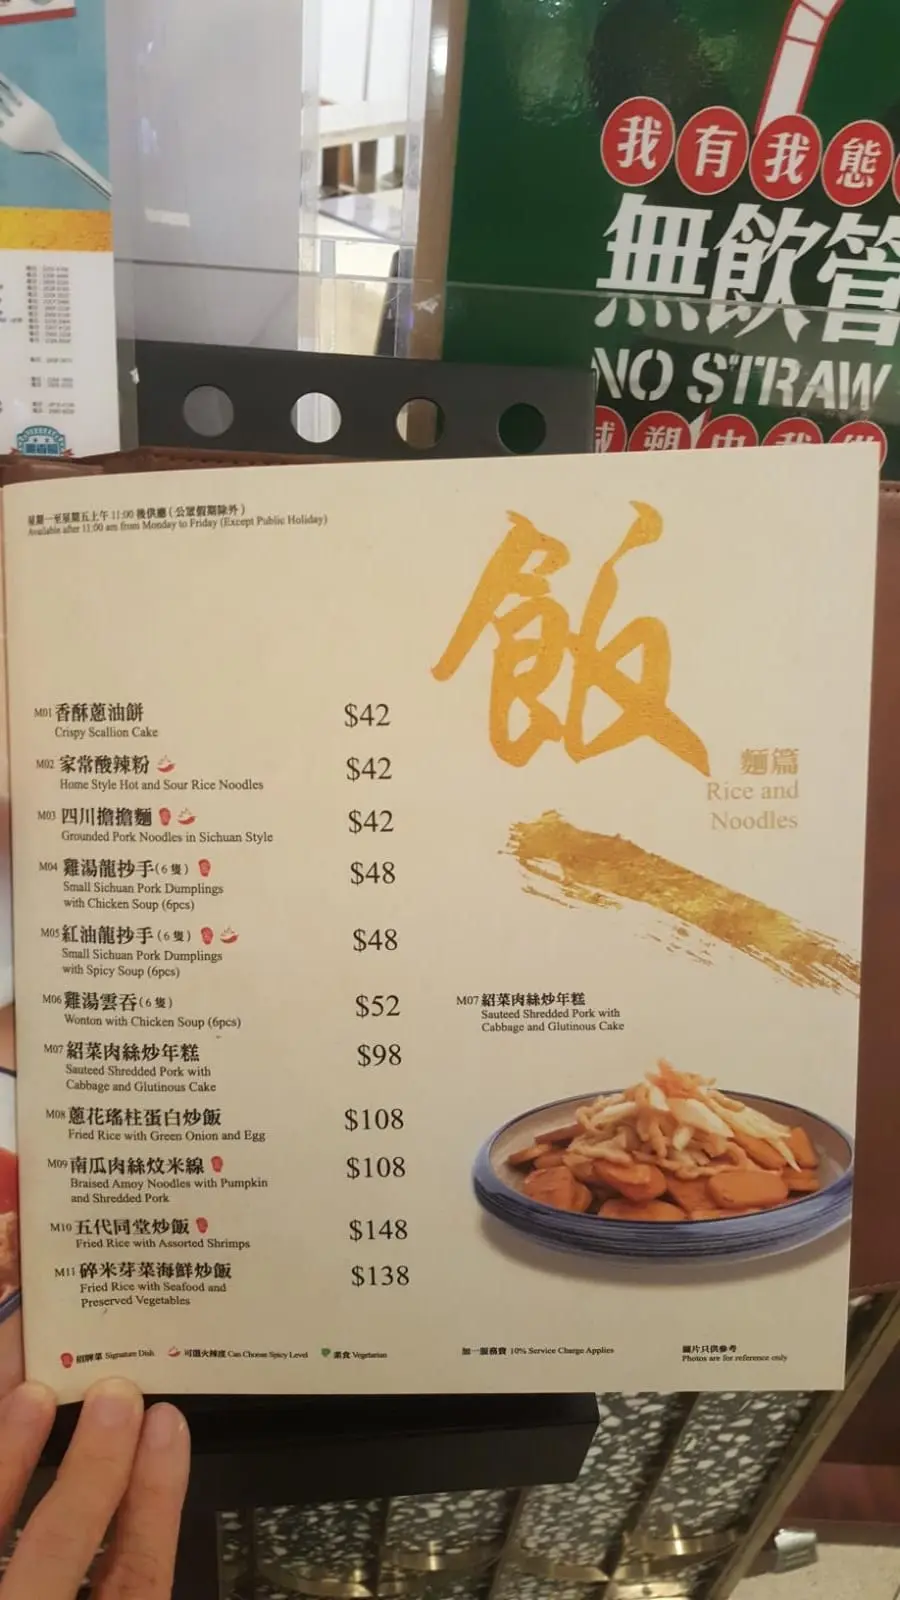 我有我態
無飲管
NO STRAW
減塑由我做
星期一至星期五上午 11:00 後供應 (公眾假期除外)
Available after 11:00 am from Monday to Friday (Except Public Holiday)
飯
麵篇
Rice and
Noodles
M01 香酥蔥油餅 $42
Crispy Scallion Cake
M02 家常酸辣粉 $42
Home Style Hot and Sour Rice Noodles
M03 四川擔擔麵 $42
Grounded Pork Noodles in Sichuan Style
M04 雞湯龍抄手(6 隻) $48
Small Sichuan Pork Dumplings
with Chicken Soup (6pcs)
M05 紅油龍抄手(6 隻) $48
Small Sichuan Pork Dumplings
with Spicy Soup (6pcs)
M06 雞湯雲吞(6 隻) $52
Wonton with Chicken Soup (6pcs)
M07 紹菜肉絲炒年糕 $98
Sauteed Shredded Pork with
Cabbage and Glutinous Cake
M08 蔥花瑤柱蛋白炒飯 $108
Fried Rice with Green Onion and Egg
M09 南瓜肉絲炆米線 $108
Braised Amoy Noodles with Pumpkin
and Shredded Pork
M10 五代同堂炒飯 $148
Fried Rice with Assorted Shrimps
M11 碎米芽菜海鮮炒飯 $138
Fried Rice with Seafood and
Preserved Vegetables
M07 紹菜肉絲炒年糕
Sauteed Shredded Pork with
Cabbage and Glutinous Cake
招牌菜 Signature Dish 可選火辣度 Can Choose Spicy Level 素食 Vegetarian
加一服務費 10% Service Charge Applies
圖片只供參考
Photos are for reference only